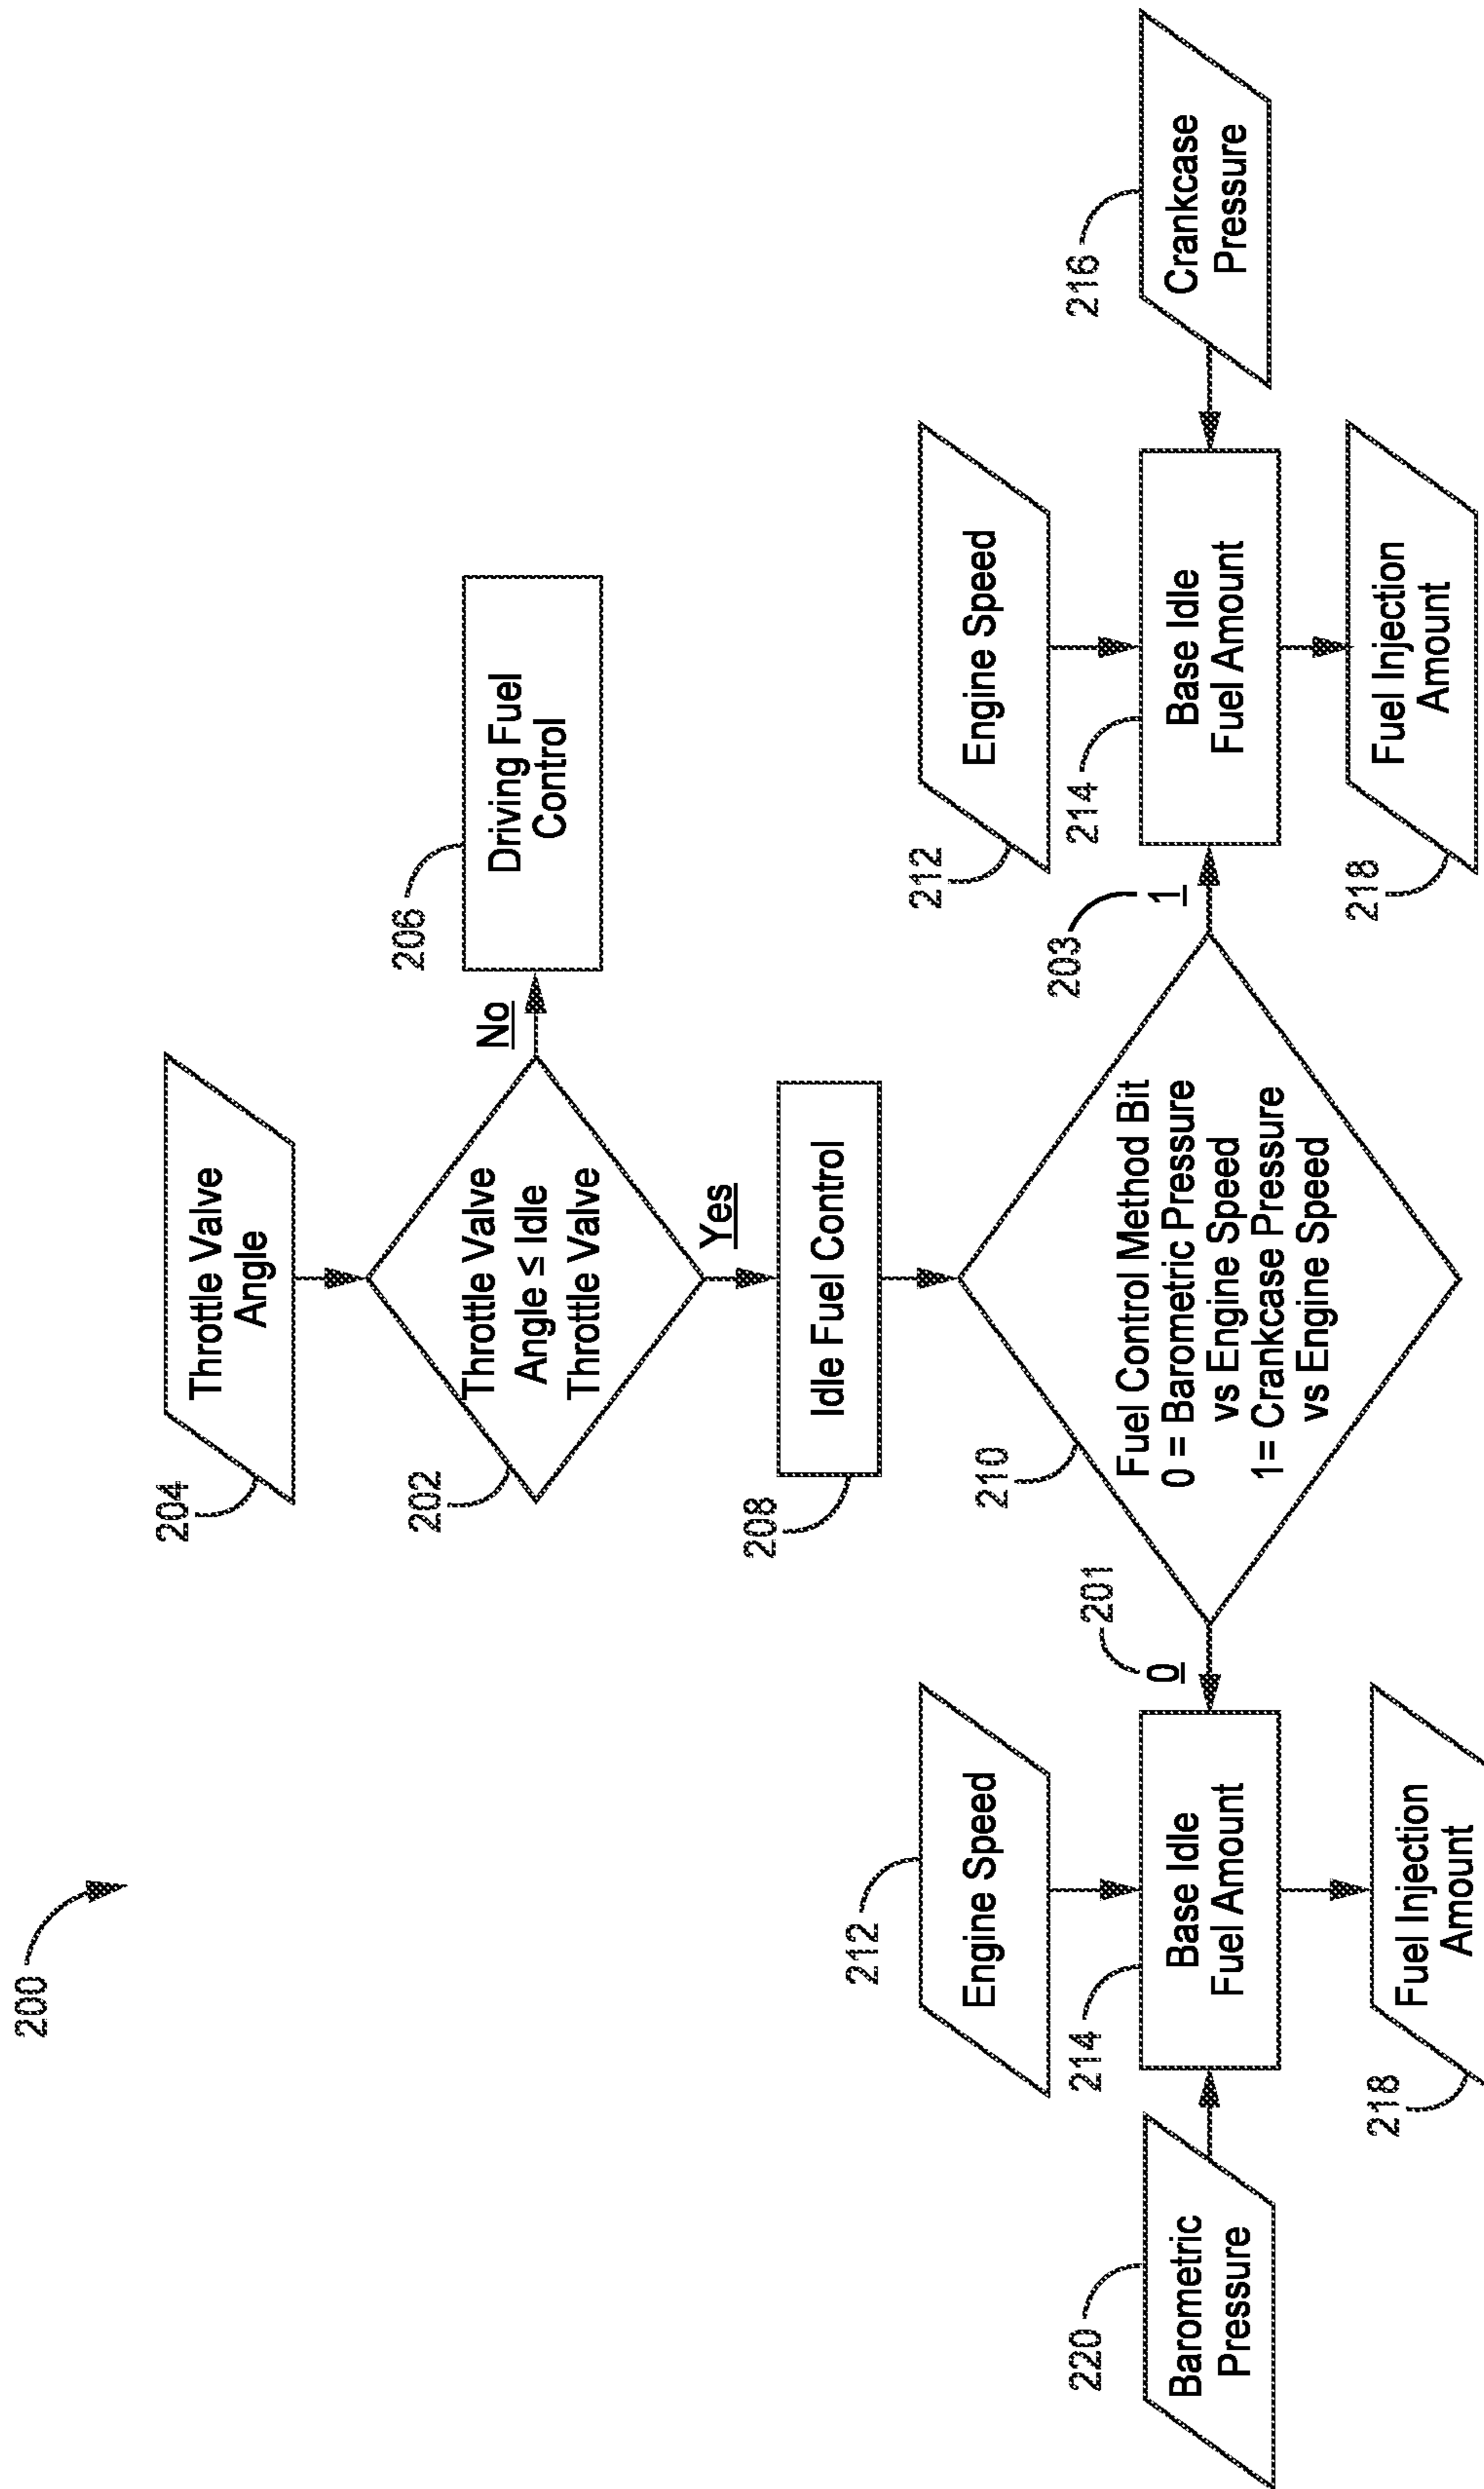 200
204
Throttle Valve
Angle
202
Throttle Valve
Angle ≤ Idle
Throttle Valve
No
206
Driving Fuel
Control
Yes
208
Idle Fuel Control
210
Fuel Control Method Bit
0 = Barometric Pressure
vs Engine Speed
1= Crankcase Pressure
vs Engine Speed
201
0
203
1
212
Engine Speed
220
Barometric
Pressure
214
Base Idle
Fuel Amount
218
Fuel Injection
Amount
212
Engine Speed
214
Base Idle
Fuel Amount
216
Crankcase
Pressure
218
Fuel Injection
Amount